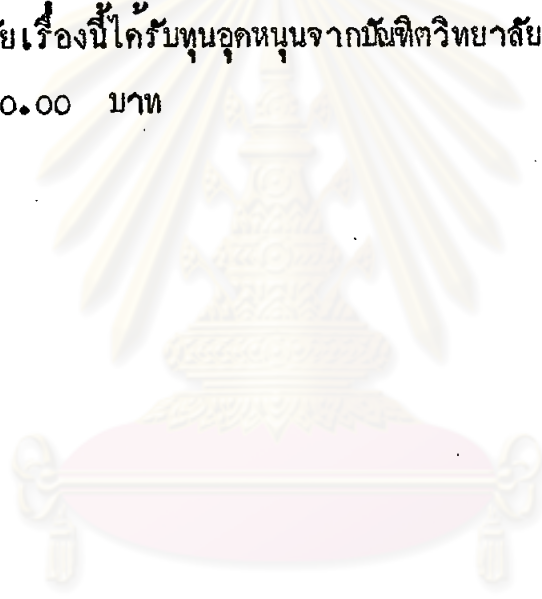 ยเรื่องนี้ได้รับทุนอุดหนุนจากบัณฑิตวิทยาลัย
๐.๐๐ บาท